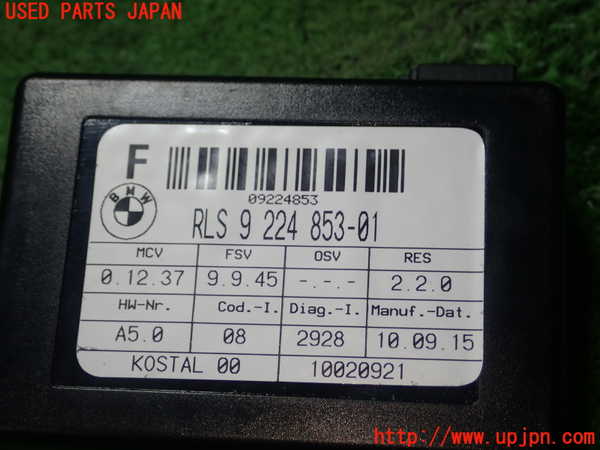 USED PARTS JAPAN
F
09224853
BMW
RLS 9 224 853-01
MCV FSV OSV RES
0.12.37 9.9.45 -.-.- 2.2.0
HW-Nr. Cod.-I. Diag.-I. Manuf.-Dat.
A5.0 08 2928 10.09.15
KOSTAL 00 10020921
http://www.upjpn.com/